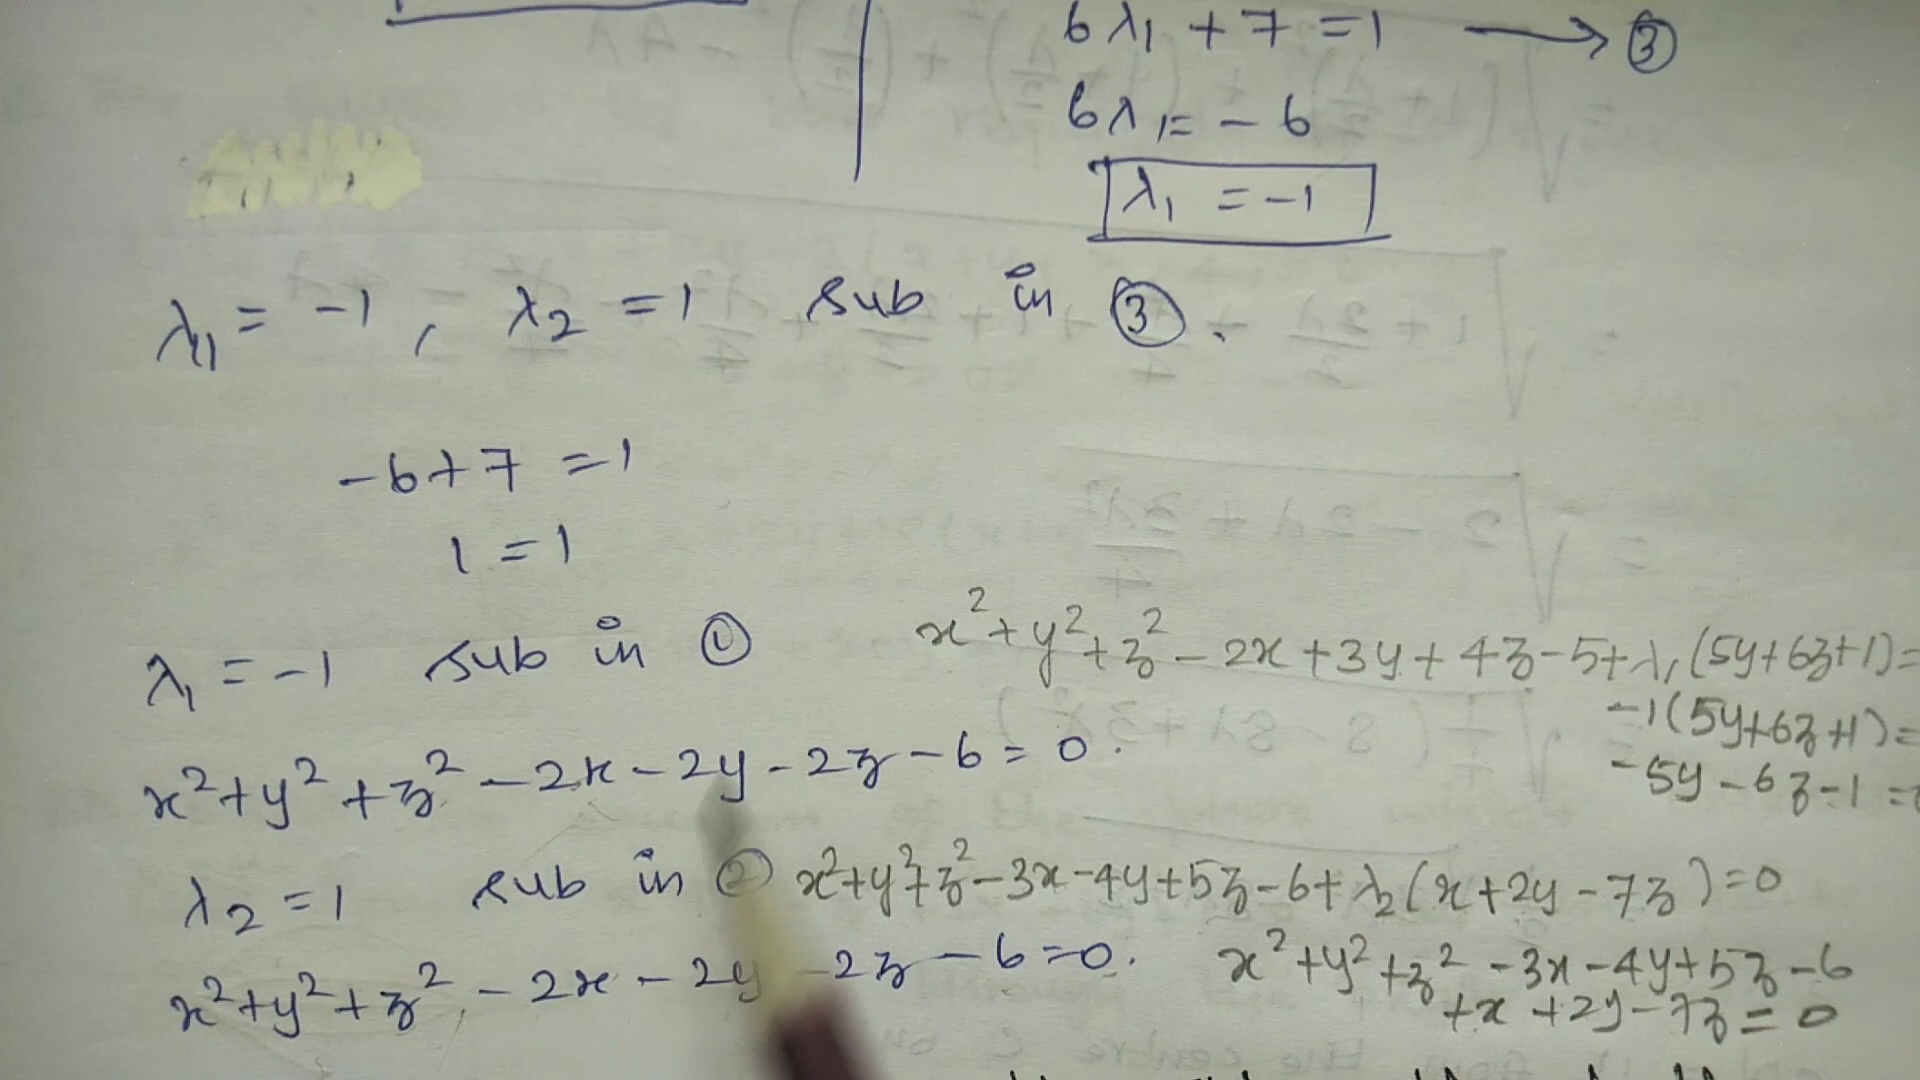 6λ₁ + 7 = 1 ⟶ ③
6λ₁ = - 6
λ₁ = -1
λ₁ = -1, λ₂ = 1 sub in ③.
-6+7 = 1
1 = 1
λ₁ = -1 sub in ①
x²+y²+z²-2x+3y+4z-5+λ₁(5y+6z+1)=
-1(5y+6z+1)=
-5y-6z-1=
x²+y²+z²-2x-2y-2z-6=0.
λ₂ = 1 sub in ② x²+y²+z²-3x-4y+5z-6+λ₂(x+2y-7z)=0
x²+y²+z²-2x-2y-2z-6=0.
x²+y²+z²-3x-4y+5z-6
+x+2y-7z=0